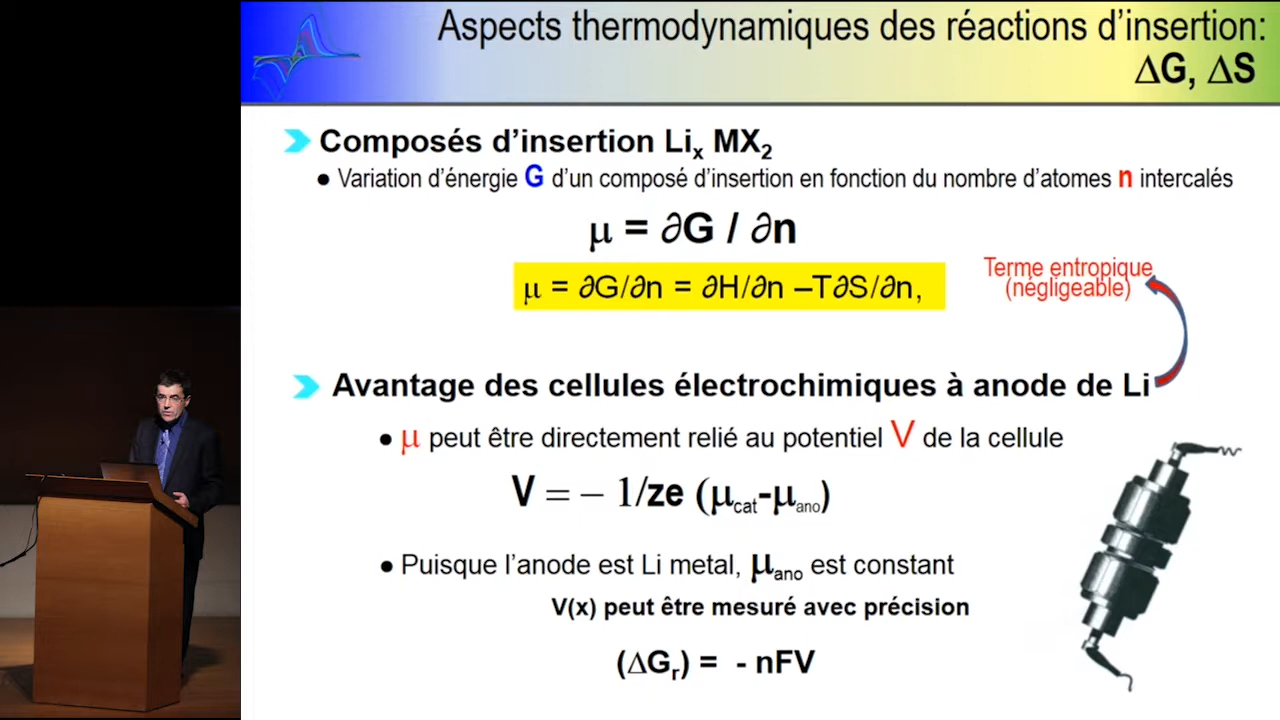 Aspects thermodynamiques des réactions d'insertion:
ΔG, ΔS
Composés d'insertion Liₓ MX₂
● Variation d'énergie G d'un composé d'insertion en fonction du nombre d'atomes n intercalés
μ = ∂G / ∂n
μ = ∂G/∂n = ∂H/∂n –T∂S/∂n,
Terme entropique
(négligeable)
Avantage des cellules électrochimiques à anode de Li
● μ peut être directement relié au potentiel V de la cellule
V = – 1/ze (μcat-μano)
● Puisque l'anode est Li metal, μano est constant
V(x) peut être mesuré avec précision
(ΔGr) = - nFV